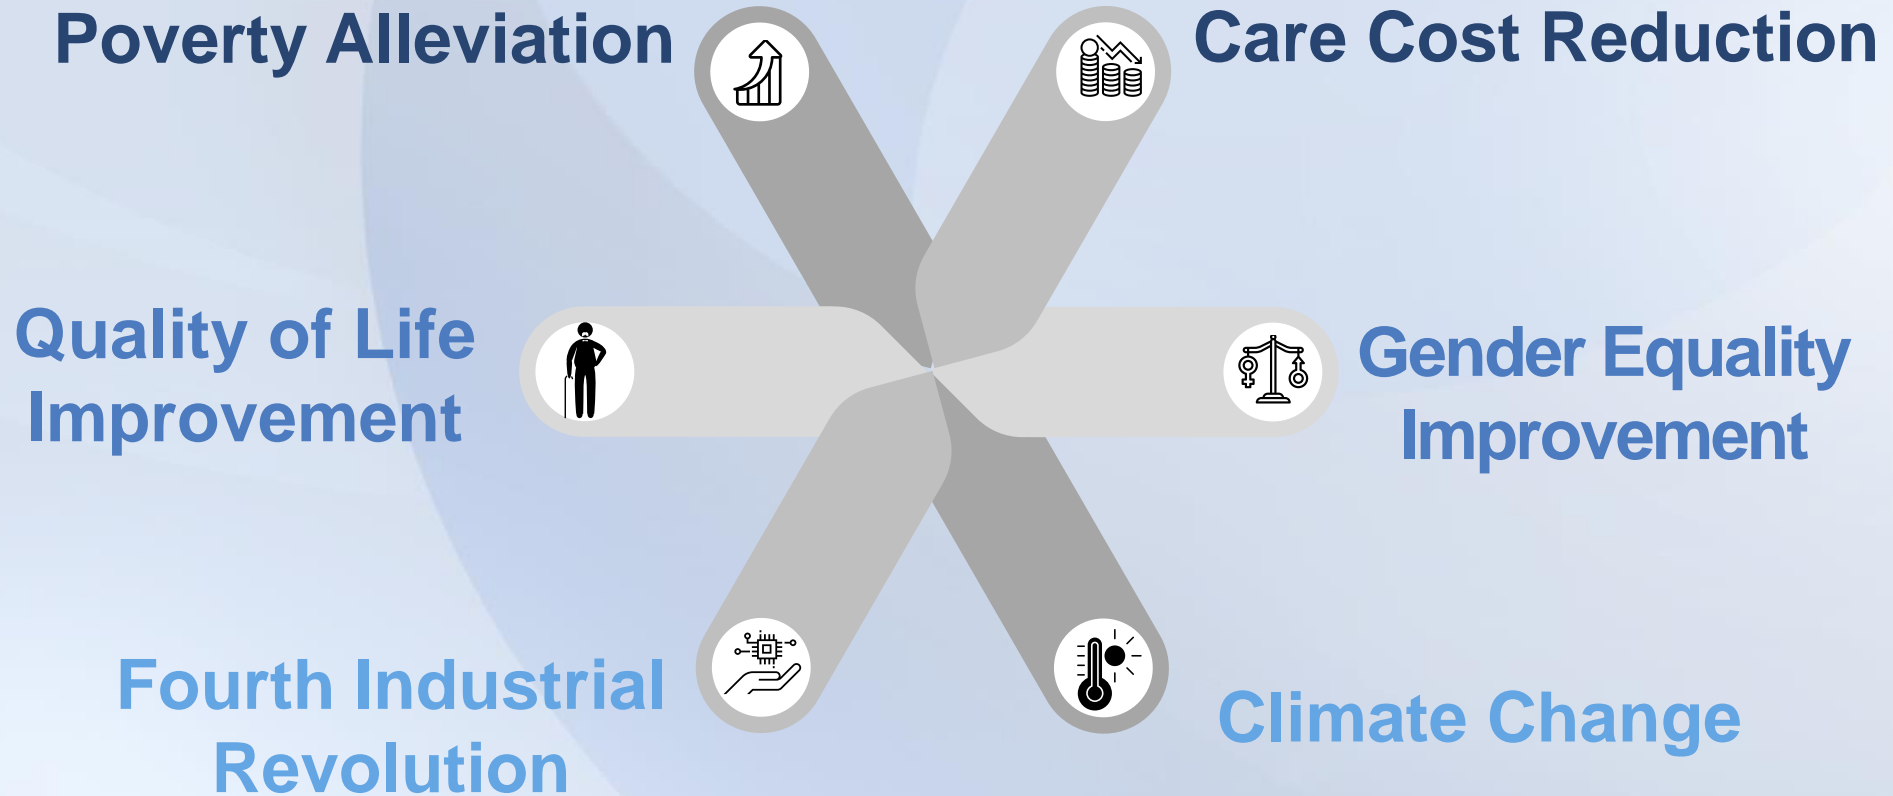 Poverty Alleviation
Care Cost Reduction
Quality of Life
Improvement
Gender Equality
Improvement
Fourth Industrial
Revolution
Climate Change